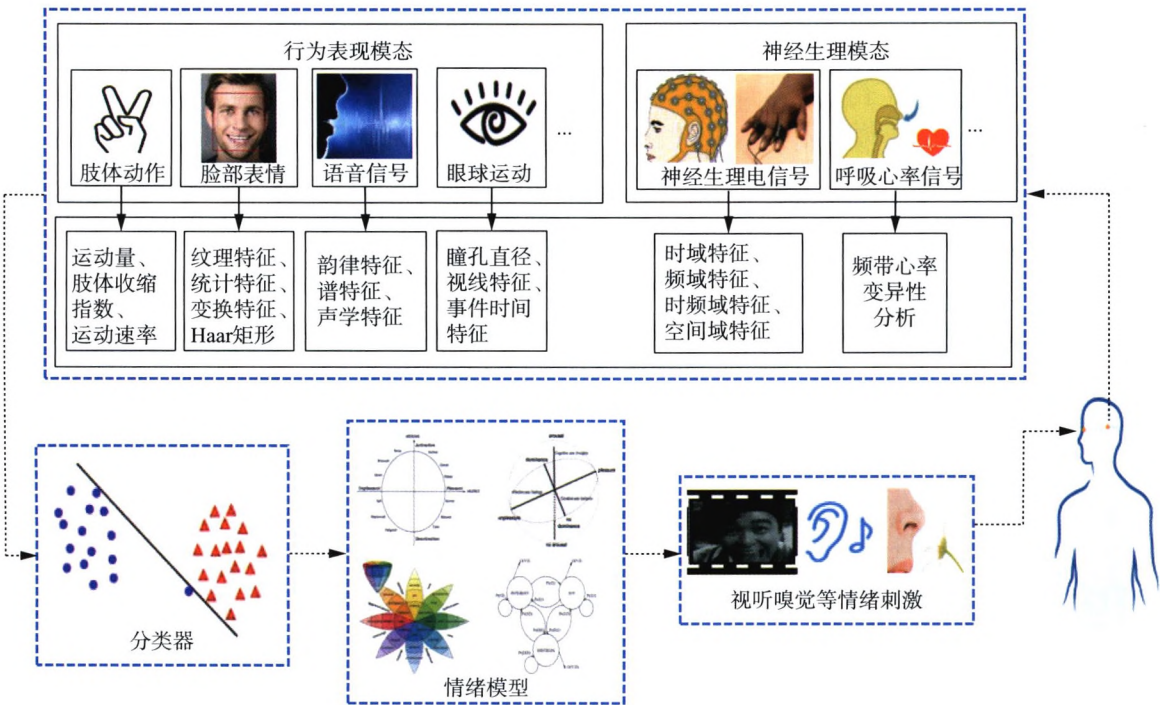 行为表现模态
神经生理模态
肢体动作
脸部表情
语音信号
眼球运动
...
神经生理电信号
呼吸心率信号
...
运动量、
肢体收缩
指数、
运动速率
纹理特征、
统计特征、
变换特征、
Haar矩形
韵律特征、
谱特征、
声学特征
瞳孔直径、
视线特征、
事件时间
特征
时域特征、
频域特征、
时频域特征、
空间域特征
频带心率
变异性
分析
分类器
情绪模型
视听嗅觉等情绪刺激